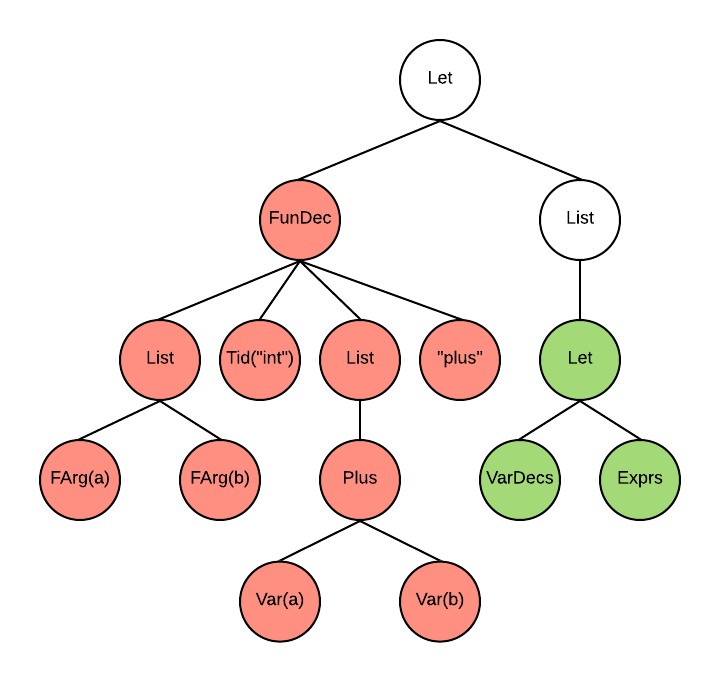 Let
FunDec
List
List
Tid("int")
List
"plus"
Let
FArg(a)
FArg(b)
Plus
VarDecs
Exprs
Var(a)
Var(b)